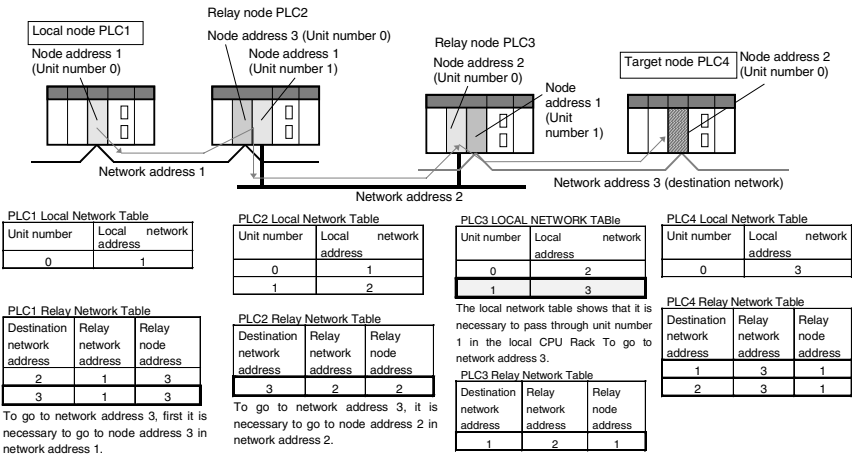 Local node PLC1
Node address 1
(Unit number 0)
Relay node PLC2
Node address 3 (Unit number 0)
Node address 1
(Unit number 1)
Relay node PLC3
Node address 2
(Unit number 0)
Node
address 1
(Unit
number 1)
Target node PLC4
Node address 2
(Unit number 0)
Network address 1
Network address 2
Network address 3 (destination network)
PLC1 Local Network Table
Unit number Local network
address
0 1
PLC1 Relay Network Table
Destination Relay Relay
network network node
address address address
2 1 3
3 1 3
To go to network address 3, first it is
necessary to go to node address 3 in
network address 1.
PLC2 Local Network Table
Unit number Local network
address
0 1
1 2
PLC2 Relay Network Table
Destination Relay Relay
network network node
address address address
3 2 2
To go to network address 3, it is
necessary to go to node address 2 in
network address 2.
PLC3 LOCAL NETWORK TABle
Unit number Local network
address
0 2
1 3
The local network table shows that it is
necessary to pass through unit number
1 in the local CPU Rack To go to
network address 3.
PLC3 Relay Network Table
Destination Relay Relay
network network node
address address address
1 2 1
PLC4 Local Network Table
Unit number Local network
address
0 3
PLC4 Relay Network Table
Destination Relay Relay
network network node
address address address
1 3 1
2 3 1